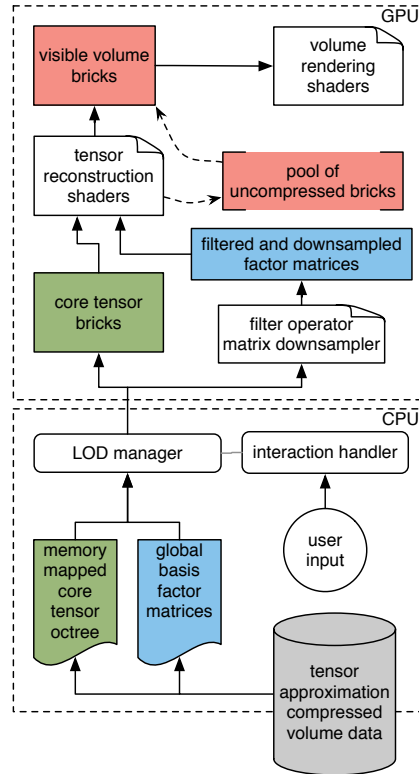 GPU
visible volume
bricks
volume
rendering
shaders
tensor
reconstruction
shaders
pool of
uncompressed bricks
filtered and downsampled
factor matrices
core tensor
bricks
filter operator
matrix downsampler
CPU
LOD manager
interaction handler
memory
mapped
core
tensor
octree
global
basis
factor
matrices
user
input
tensor
approximation
compressed
volume data